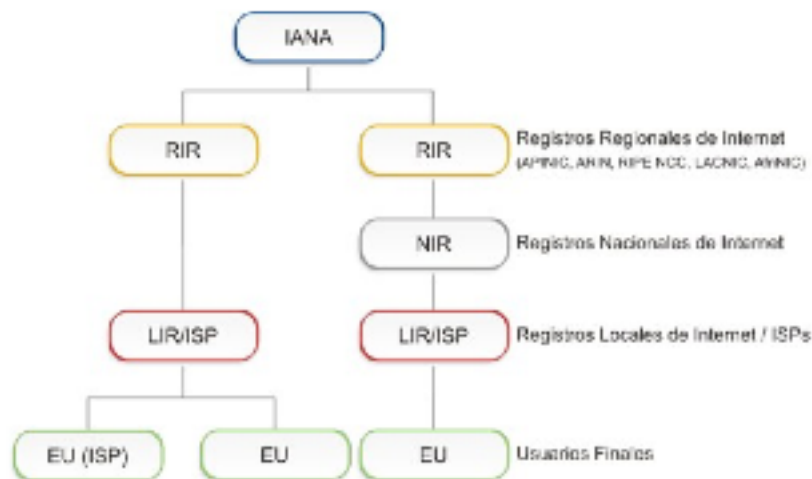 IANA
RIR
RIR
Registros Regionales de Internet
(APNIC, ARIN, RIPE NCC, LACNIC, AfriNIC)
NIR
Registros Nacionales de Internet
LIR/ISP
LIR/ISP
Registros Locales de Internet / ISPs
EU (ISP)
EU
EU
Usuarios Finales